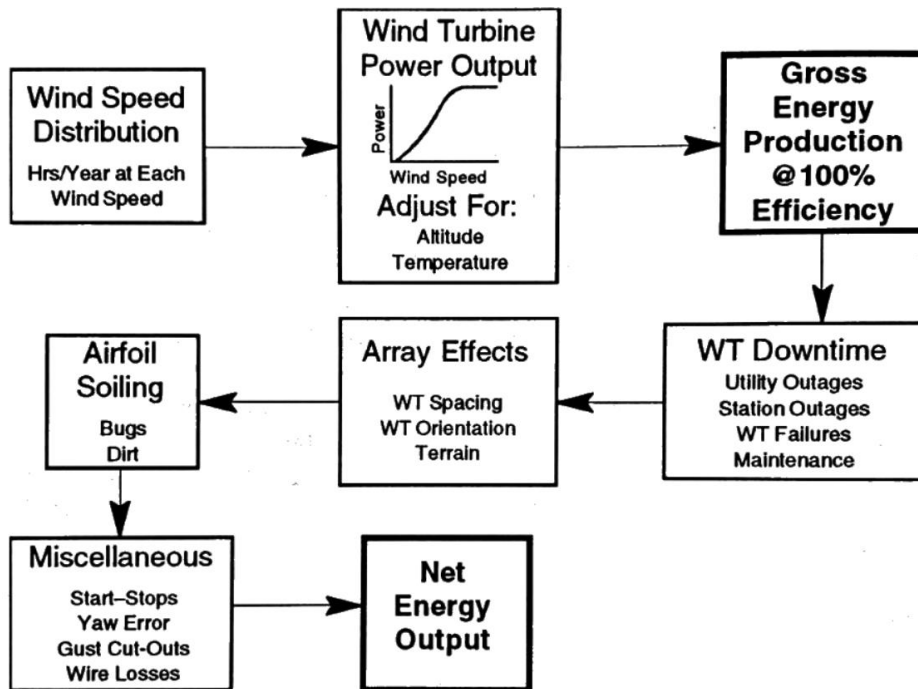 Wind Speed
Distribution
Hrs/Year at Each
Wind Speed
Wind Turbine
Power Output
Power
Wind Speed
Adjust For:
Altitude
Temperature
Gross
Energy
Production
@100%
Efficiency
WT Downtime
Utility Outages
Station Outages
WT Failures
Maintenance
Array Effects
WT Spacing
WT Orientation
Terrain
Airfoil
Soiling
Bugs
Dirt
Miscellaneous
Start–Stops
Yaw Error
Gust Cut-Outs
Wire Losses
Net
Energy
Output